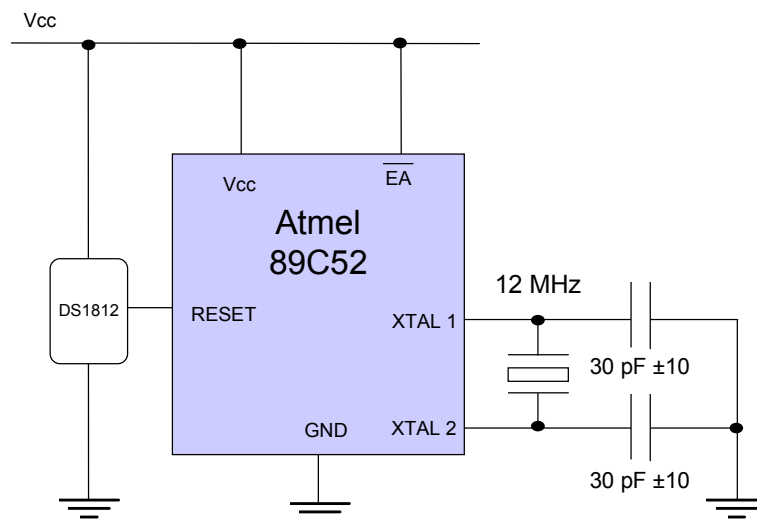 Vcc
Vcc
EA
Atmel
89C52
12 MHz
DS1812
RESET
XTAL 1
30 pF ±10
GND
XTAL 2
30 pF ±10